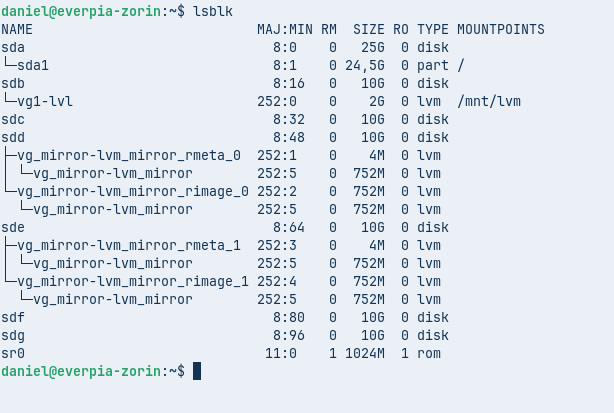 daniel@everpia-zorin:~$ lsblk
NAME                            MAJ:MIN RM  SIZE RO TYPE MOUNTPOINTS
sda                               8:0    0   25G  0 disk
└─sda1                            8:1    0 24,5G  0 part /
sdb                               8:16   0   10G  0 disk
└─vg1-lvl                       252:0    0    2G  0 lvm  /mnt/lvm
sdc                               8:32   0   10G  0 disk
sdd                               8:48   0   10G  0 disk
├─vg_mirror-lvm_mirror_rmeta_0  252:1    0    4M  0 lvm
│ └─vg_mirror-lvm_mirror        252:5    0  752M  0 lvm
└─vg_mirror-lvm_mirror_rimage_0 252:2    0  752M  0 lvm
  └─vg_mirror-lvm_mirror        252:5    0  752M  0 lvm
sde                               8:64   0   10G  0 disk
├─vg_mirror-lvm_mirror_rmeta_1  252:3    0    4M  0 lvm
│ └─vg_mirror-lvm_mirror        252:5    0  752M  0 lvm
└─vg_mirror-lvm_mirror_rimage_1 252:4    0  752M  0 lvm
  └─vg_mirror-lvm_mirror        252:5    0  752M  0 lvm
sdf                               8:80   0   10G  0 disk
sdg                               8:96   0   10G  0 disk
sr0                              11:0    1 1024M  1 rom
daniel@everpia-zorin:~$